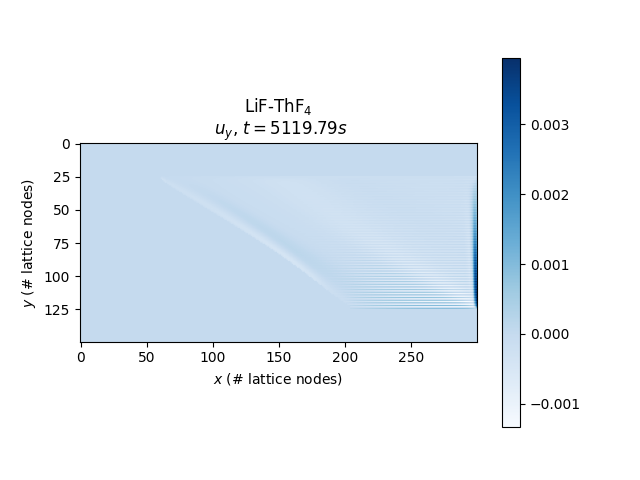 LiF-ThF₄
u_y, t = 5119.79s
0
25
50
75
100
125
y (# lattice nodes)
0 50 100 150 200 250
x (# lattice nodes)
0.003
0.002
0.001
0.000
−0.001